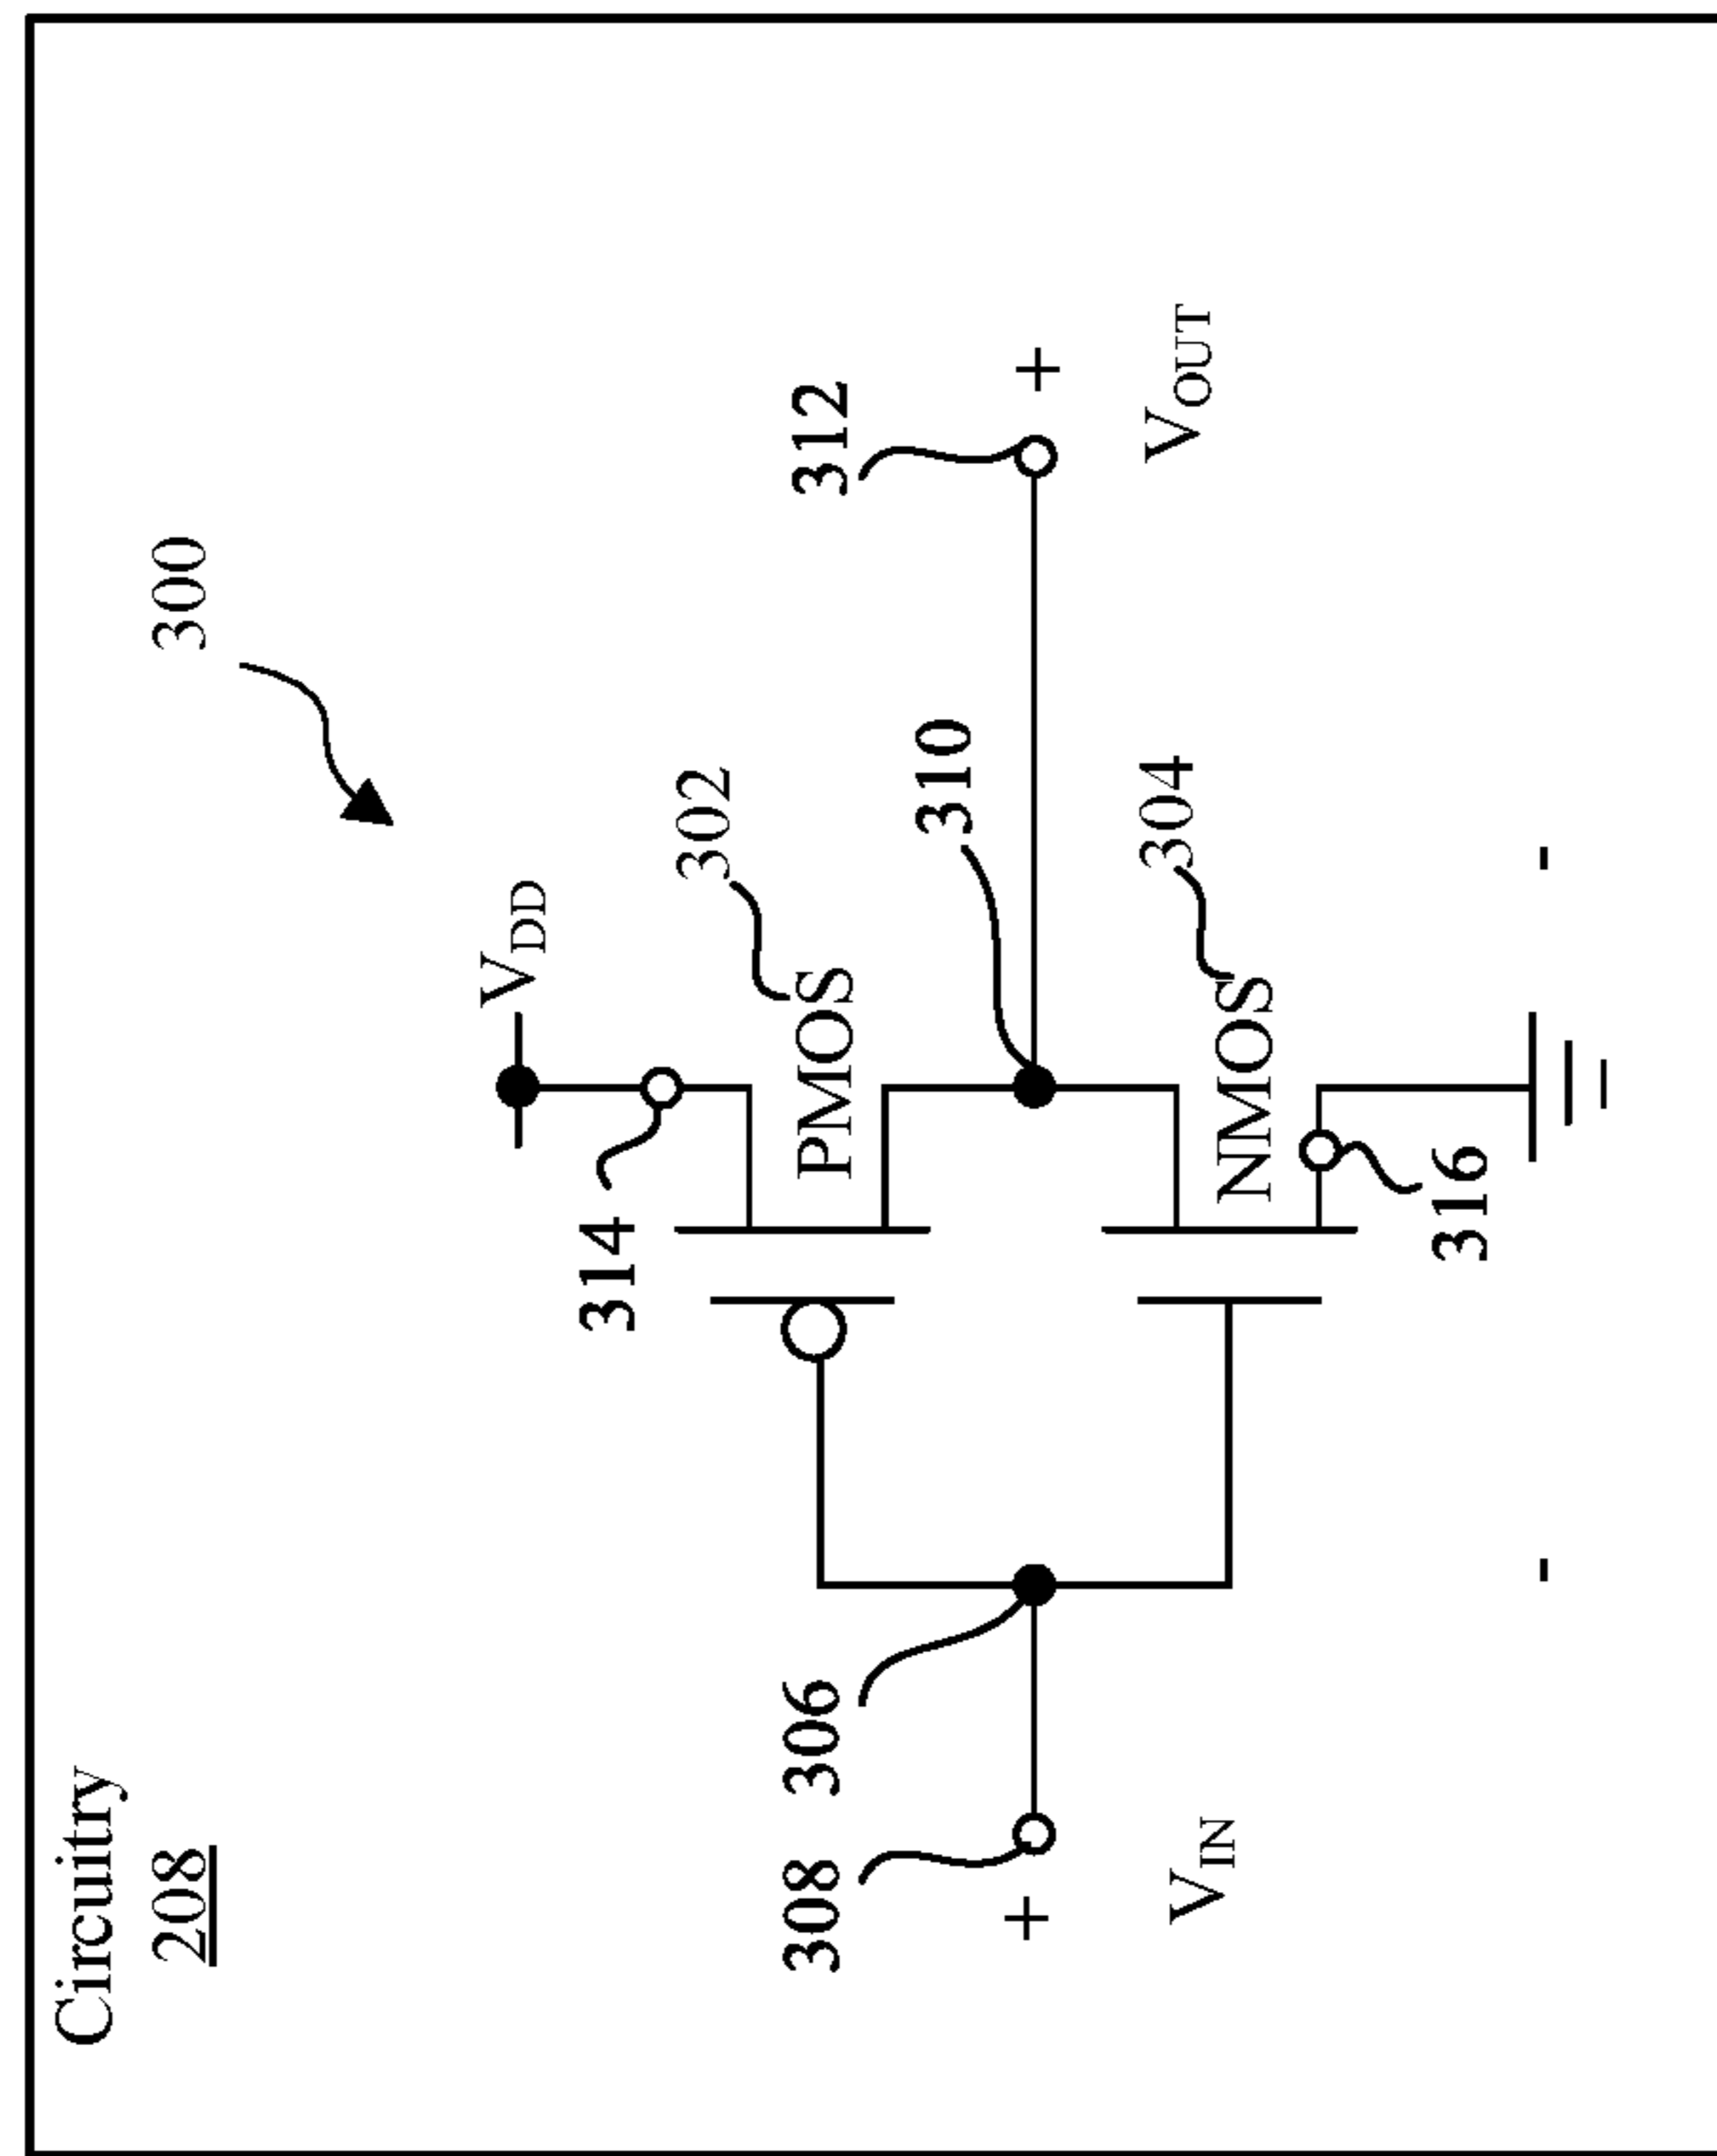 Circuitry
208
300
VDD
314
302
PMOS
312
+
308
306
310
+
VIN
VOUT
304
NMOS
316
-
-